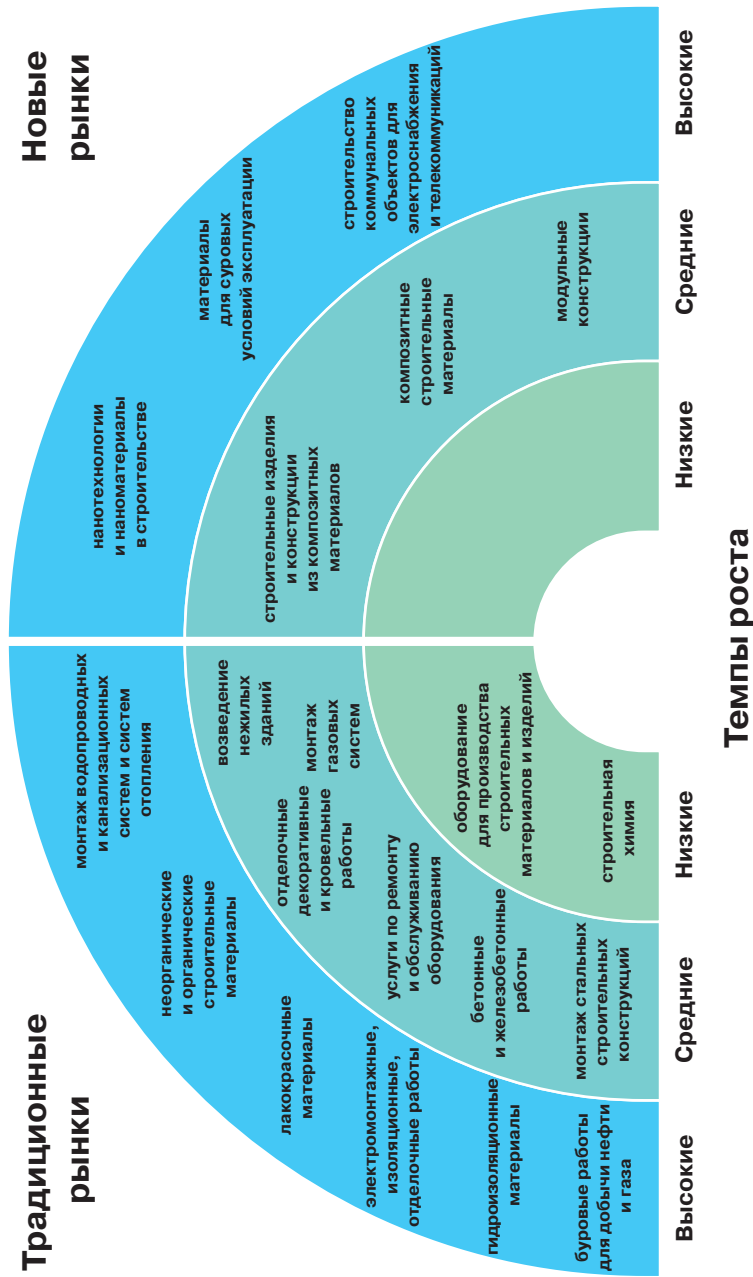 Традиционные
рынки
Новые
рынки
монтаж водопроводных
и канализационных
систем и систем
отопления
неорганические
и органические
строительные
материалы
лакокрасочные
материалы
электромонтажные,
изоляционные,
отделочные работы
гидроизоляционные
материалы
буровые работы
для добычи нефти
и газа
возведение
нежилых
зданий
монтаж
газовых
систем
отделочные
декоративные
и кровельные
работы
услуги по ремонту
и обслуживанию
оборудования
бетонные
и железобетонные
работы
монтаж стальных
строительных
конструкций
оборудование
для производства
строительных
материалов и изделий
строительная
химия
нанотехнологии
и наноматериалы
в строительстве
материалы
для суровых
условий эксплуатации
строительство
коммунальных
объектов для
электроснабжения
и телекоммуникаций
строительные изделия
и конструкции
из композитных
материалов
композитные
строительные
материалы
модульные
конструкции
Высокие
Средние
Низкие
Низкие
Средние
Высокие
Темпы роста